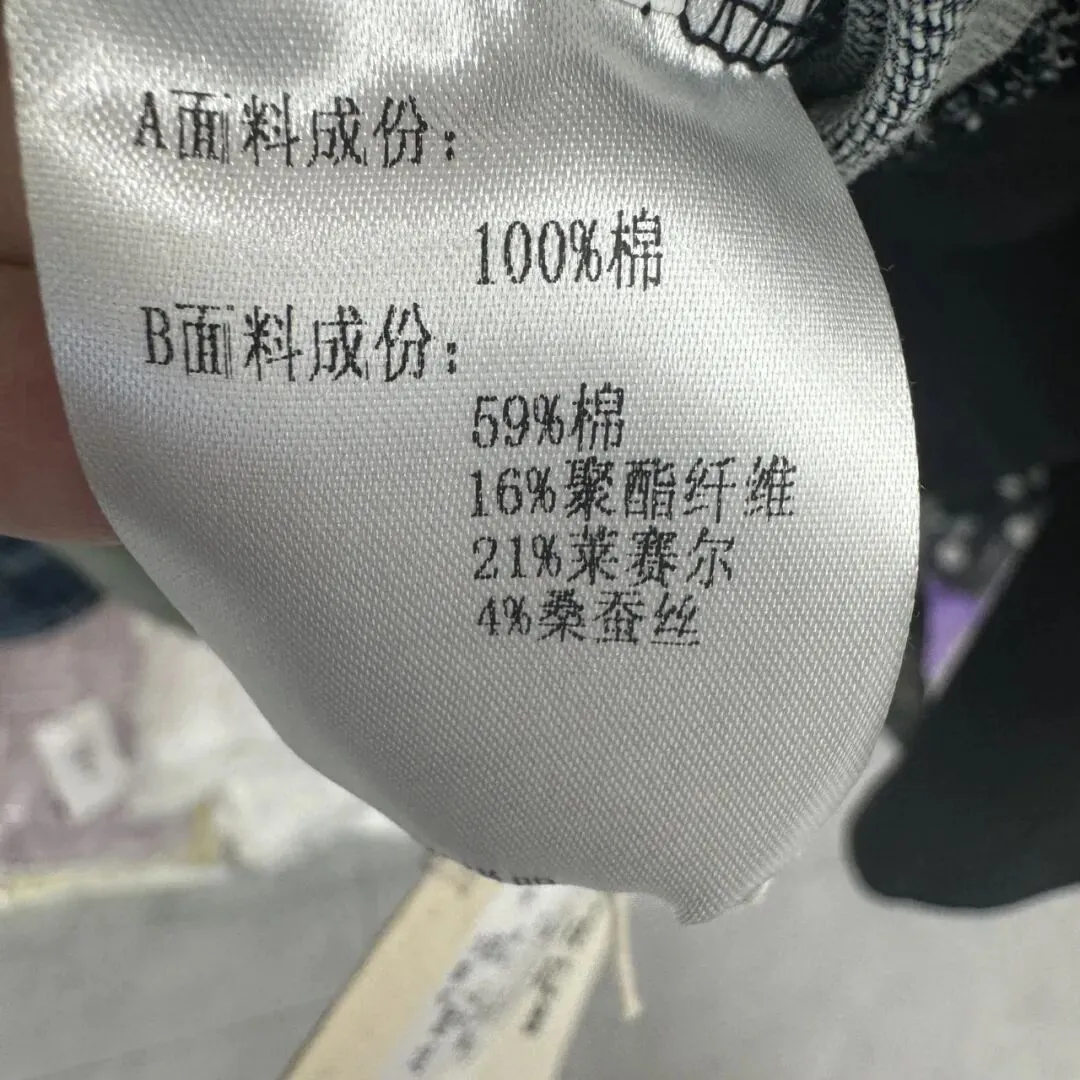 A面料成份：
100%棉
B面料成份：
59%棉
16%聚酯纤维
21%莱赛尔
4%桑蚕丝